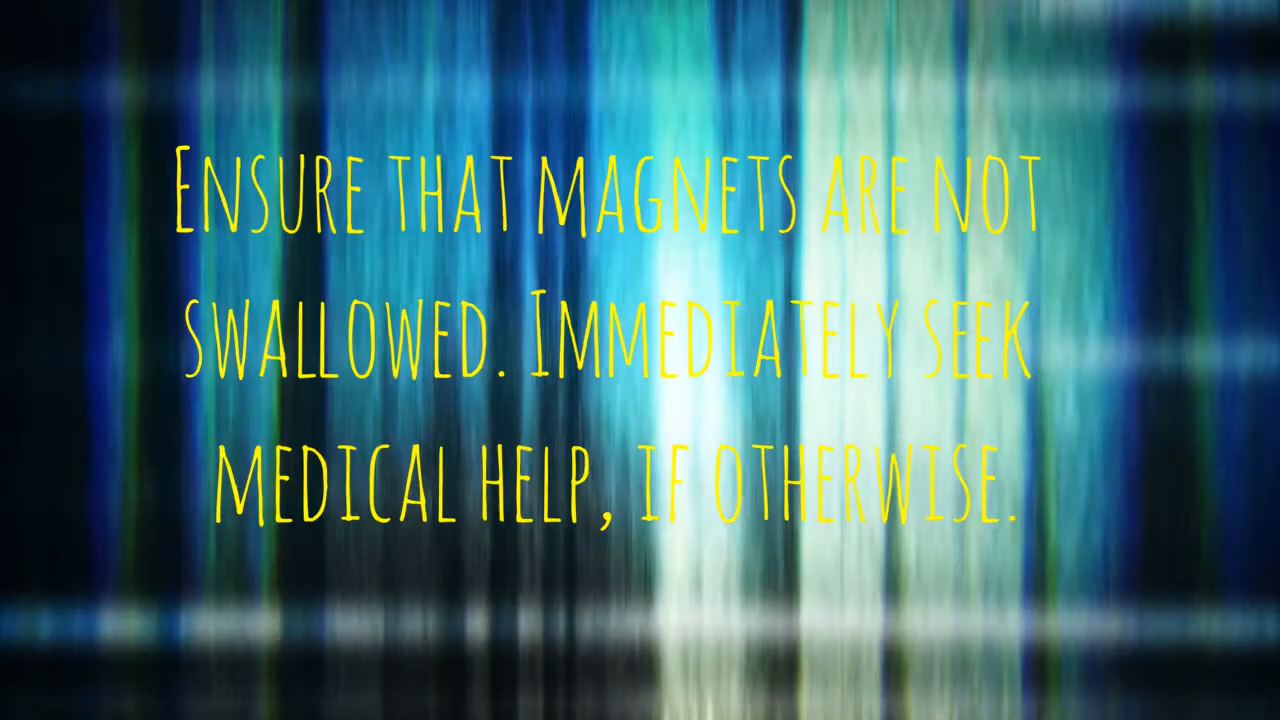 Ensure that magnets are not
swallowed. Immediately seek
medical help, if otherwise.